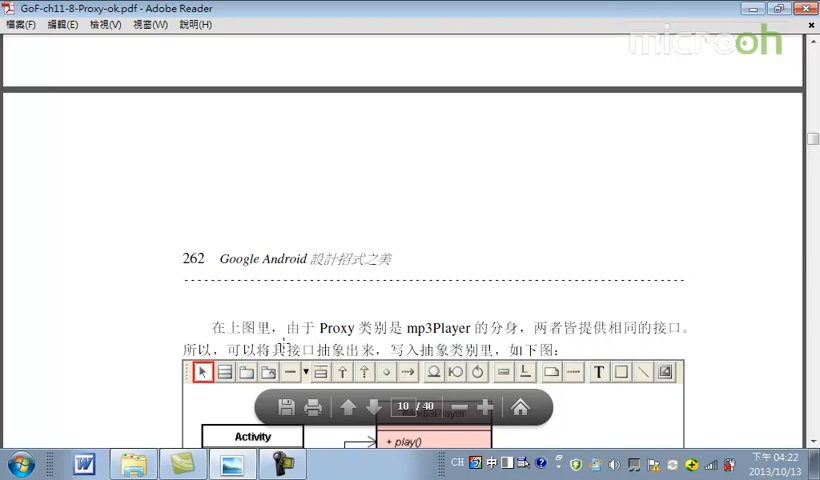 GoF-ch11-8-Proxy-ok.pdf - Adobe Reader
檔案(F) 編輯(E) 檢視(V) 視窗(W) 說明(H)
microoh
262 Google Android 設計招式之美
在上图里，由于 Proxy 类别是 mp3Player 的分身，两者皆提供相同的接口。
所以，可以将其接口抽象出来，写入抽象类别里，如下图：
T
10 / 40
MediaPlayer
Activity
+ play()
CH 中
下午 04:22
2013/10/13